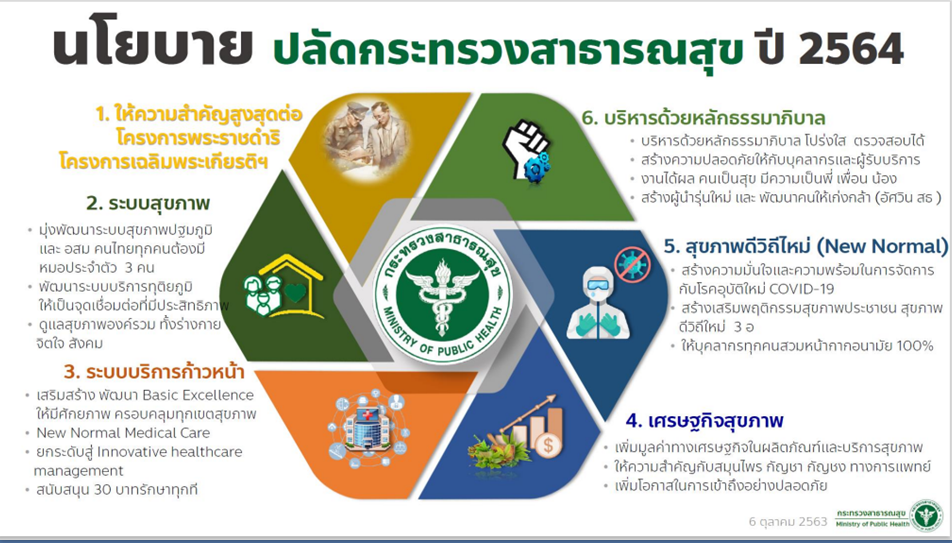 นโยบาย ปลัดกระทรวงสาธารณสุข ปี 2564
1. ให้ความสำคัญสูงสุดต่อ
โครงการพระราชดำริ
โครงการเฉลิมพระเกียรติฯ
2. ระบบสุขภาพ
• มุ่งพัฒนาระบบสุขภาพปฐมภูมิ
และ อสม คนไทยทุกคนต้องมี
หมอประจำตัว 3 คน
• พัฒนาระบบบริการทุติยภูมิ
ให้เป็นจุดเชื่อมต่อที่มีประสิทธิภาพ
• ดูแลสุขภาพองค์รวม ทั้งร่างกาย
จิตใจ สังคม
3. ระบบบริการก้าวหน้า
• เสริมสร้าง พัฒนา Basic Excellence
ให้มีศักยภาพ ครอบคลุมทุกเขตสุขภาพ
• New Normal Medical Care
• ยกระดับสู่ Innovative healthcare
management
• สนับสนุน 30 บาทรักษาทุกที่
6. บริหารด้วยหลักธรรมาภิบาล
• บริหารด้วยหลักธรรมาภิบาล โปร่งใส ตรวจสอบได้
• สร้างความปลอดภัยให้กับบุคลากรและผู้รับบริการ
• งานได้ผล คนเป็นสุข มีความเป็นพี่ เพื่อน น้อง
• สร้างผู้นำรุ่นใหม่ และ พัฒนาคนให้เก่งกล้า (อัศวิน สธ )
5. สุขภาพดีวิถีใหม่ (New Normal)
• สร้างความมั่นใจและความพร้อมในการจัดการ
กับโรคอุบัติใหม่ COVID-19
• สร้างเสริมพฤติกรรมสุขภาพประชาชน สุขภาพ
ดีวิถีใหม่ 3 อ
• ให้บุคลากรทุกคนสวมหน้ากากอนามัย 100%
4. เศรษฐกิจสุขภาพ
• เพิ่มมูลค่าทางเศรษฐกิจในผลิตภัณฑ์และบริการสุขภาพ
• ให้ความสำคัญกับสมุนไพร กัญชา กัญชง ทางการแพทย์
• เพิ่มโอกาสในการเข้าถึงอย่างปลอดภัย
กระทรวงสาธารณสุข
MINISTRY OF PUBLIC HEALTH
6 ตุลาคม 2563
กระทรวงสาธารณสุข
Ministry of Public Health